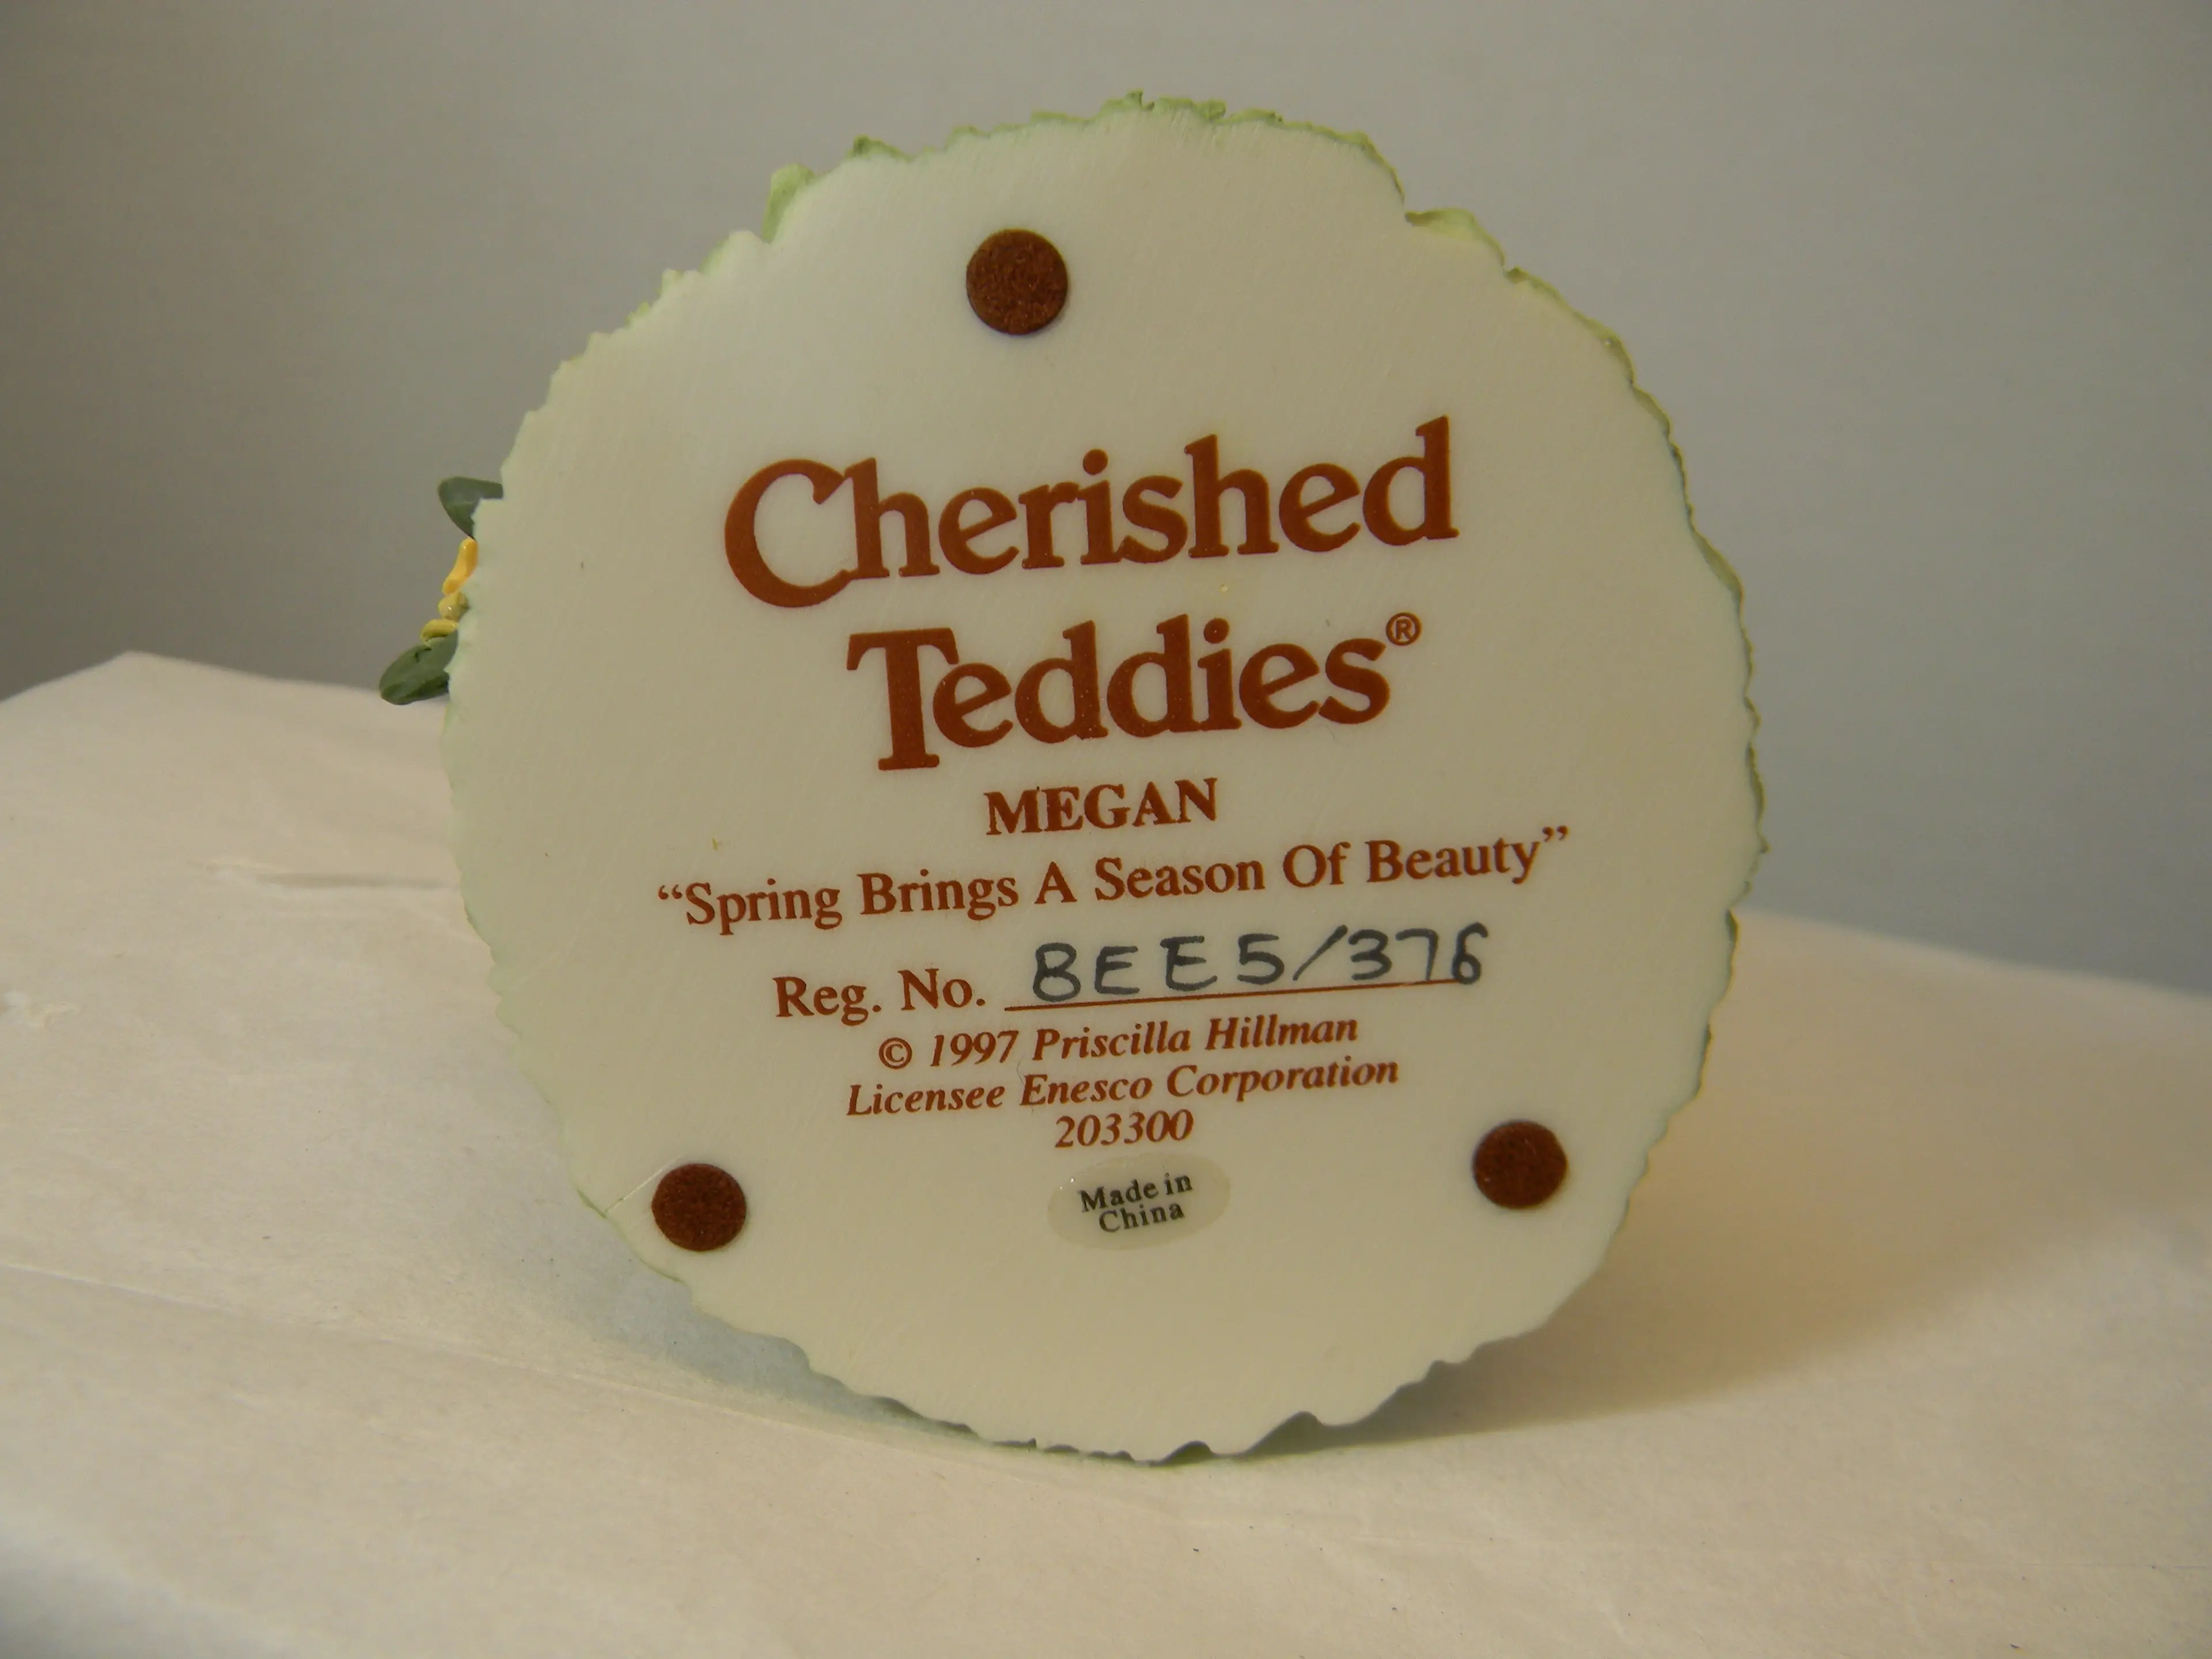 Cherished
Teddies®
MEGAN
“Spring Brings A Season Of Beauty”
Reg. No. 8EE5/376
© 1997 Priscilla Hillman
Licensee Enesco Corporation
203300
Made in
China